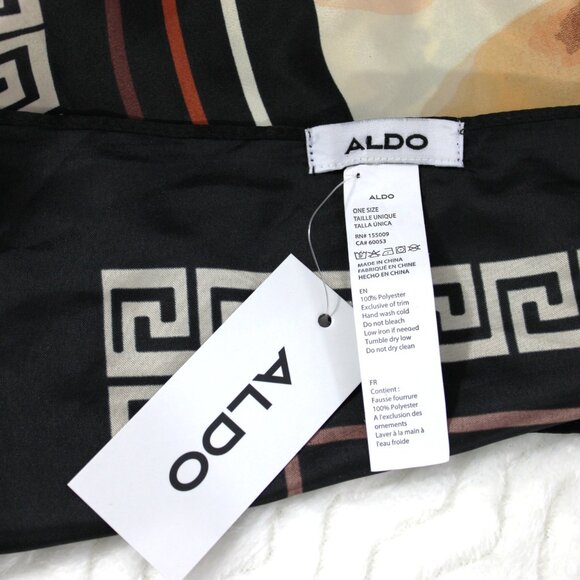 ALDO
ALDO
ONE SIZE
TAILLE UNIQUE
TALLA ÚNICA
RN# 155009
CA# 60053
MADE IN CHINA
FABRIQUÉ EN CHINE
HECHO EN CHINA
EN
100% Polyester
Exclusive of trim
Hand wash cold
Do not bleach
Low iron if needed
Tumble dry low
Do not dry clean
FR
Contient :
Fausse fourrure
100% Polyester
A l'exclusion des
ornements
Laver à la main à
l'eau froide
ALDO